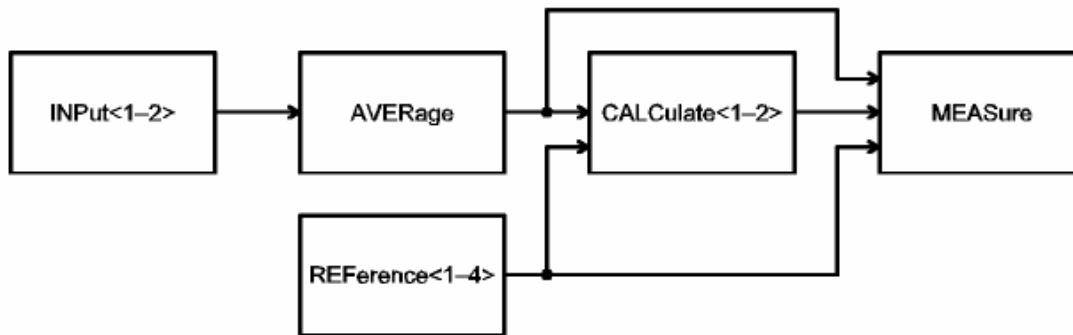 INPut<1–2>
AVERage
CALCulate<1–2>
MEASure
REFerence<1–4>